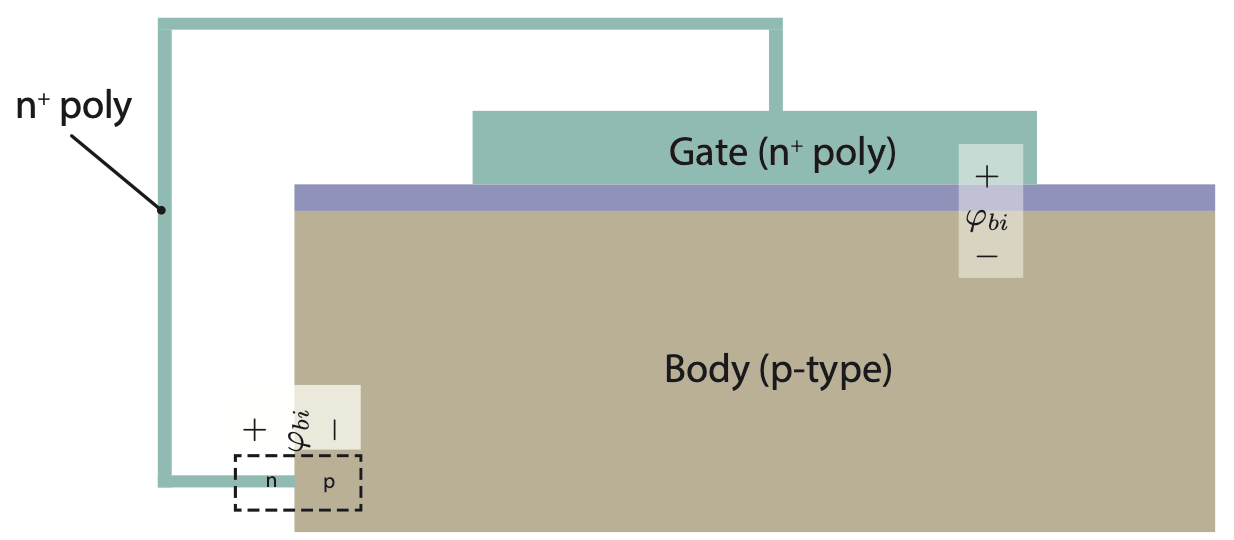 n⁺ poly
Gate (n⁺ poly)
+
φbi
−
Body (p-type)
+ φbi −
n p